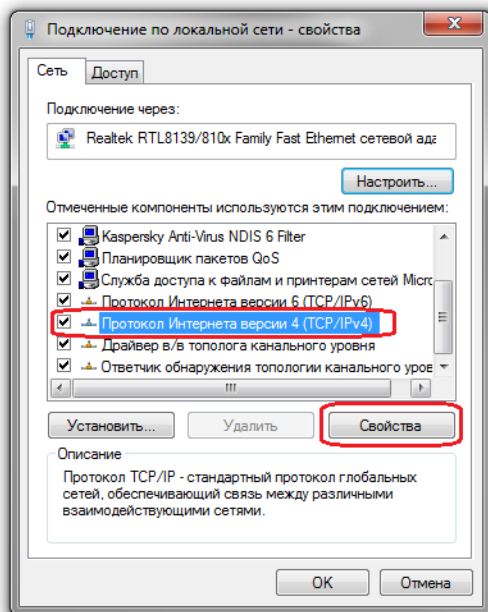 Подключение по локальной сети - свойства
Сеть
Доступ
Подключение через:
Realtek RTL8139/810x Family Fast Ethernet сетевой ада
Настроить...
Отмеченные компоненты используются этим подключением:
Kaspersky Anti-Virus NDIS 6 Filter
Планировщик пакетов QoS
Служба доступа к файлам и принтерам сетей Micro
Протокол Интернета версии 6 (TCP/IPv6)
Протокол Интернета версии 4 (TCP/IPv4)
Драйвер в/в тополога канального уровня
Ответчик обнаружения топологии канального уров
Установить...
Удалить
Свойства
Описание
Протокол TCP/IP - стандартный протокол глобальных
сетей, обеспечивающий связь между различными
взаимодействующими сетями.
OK
Отмена